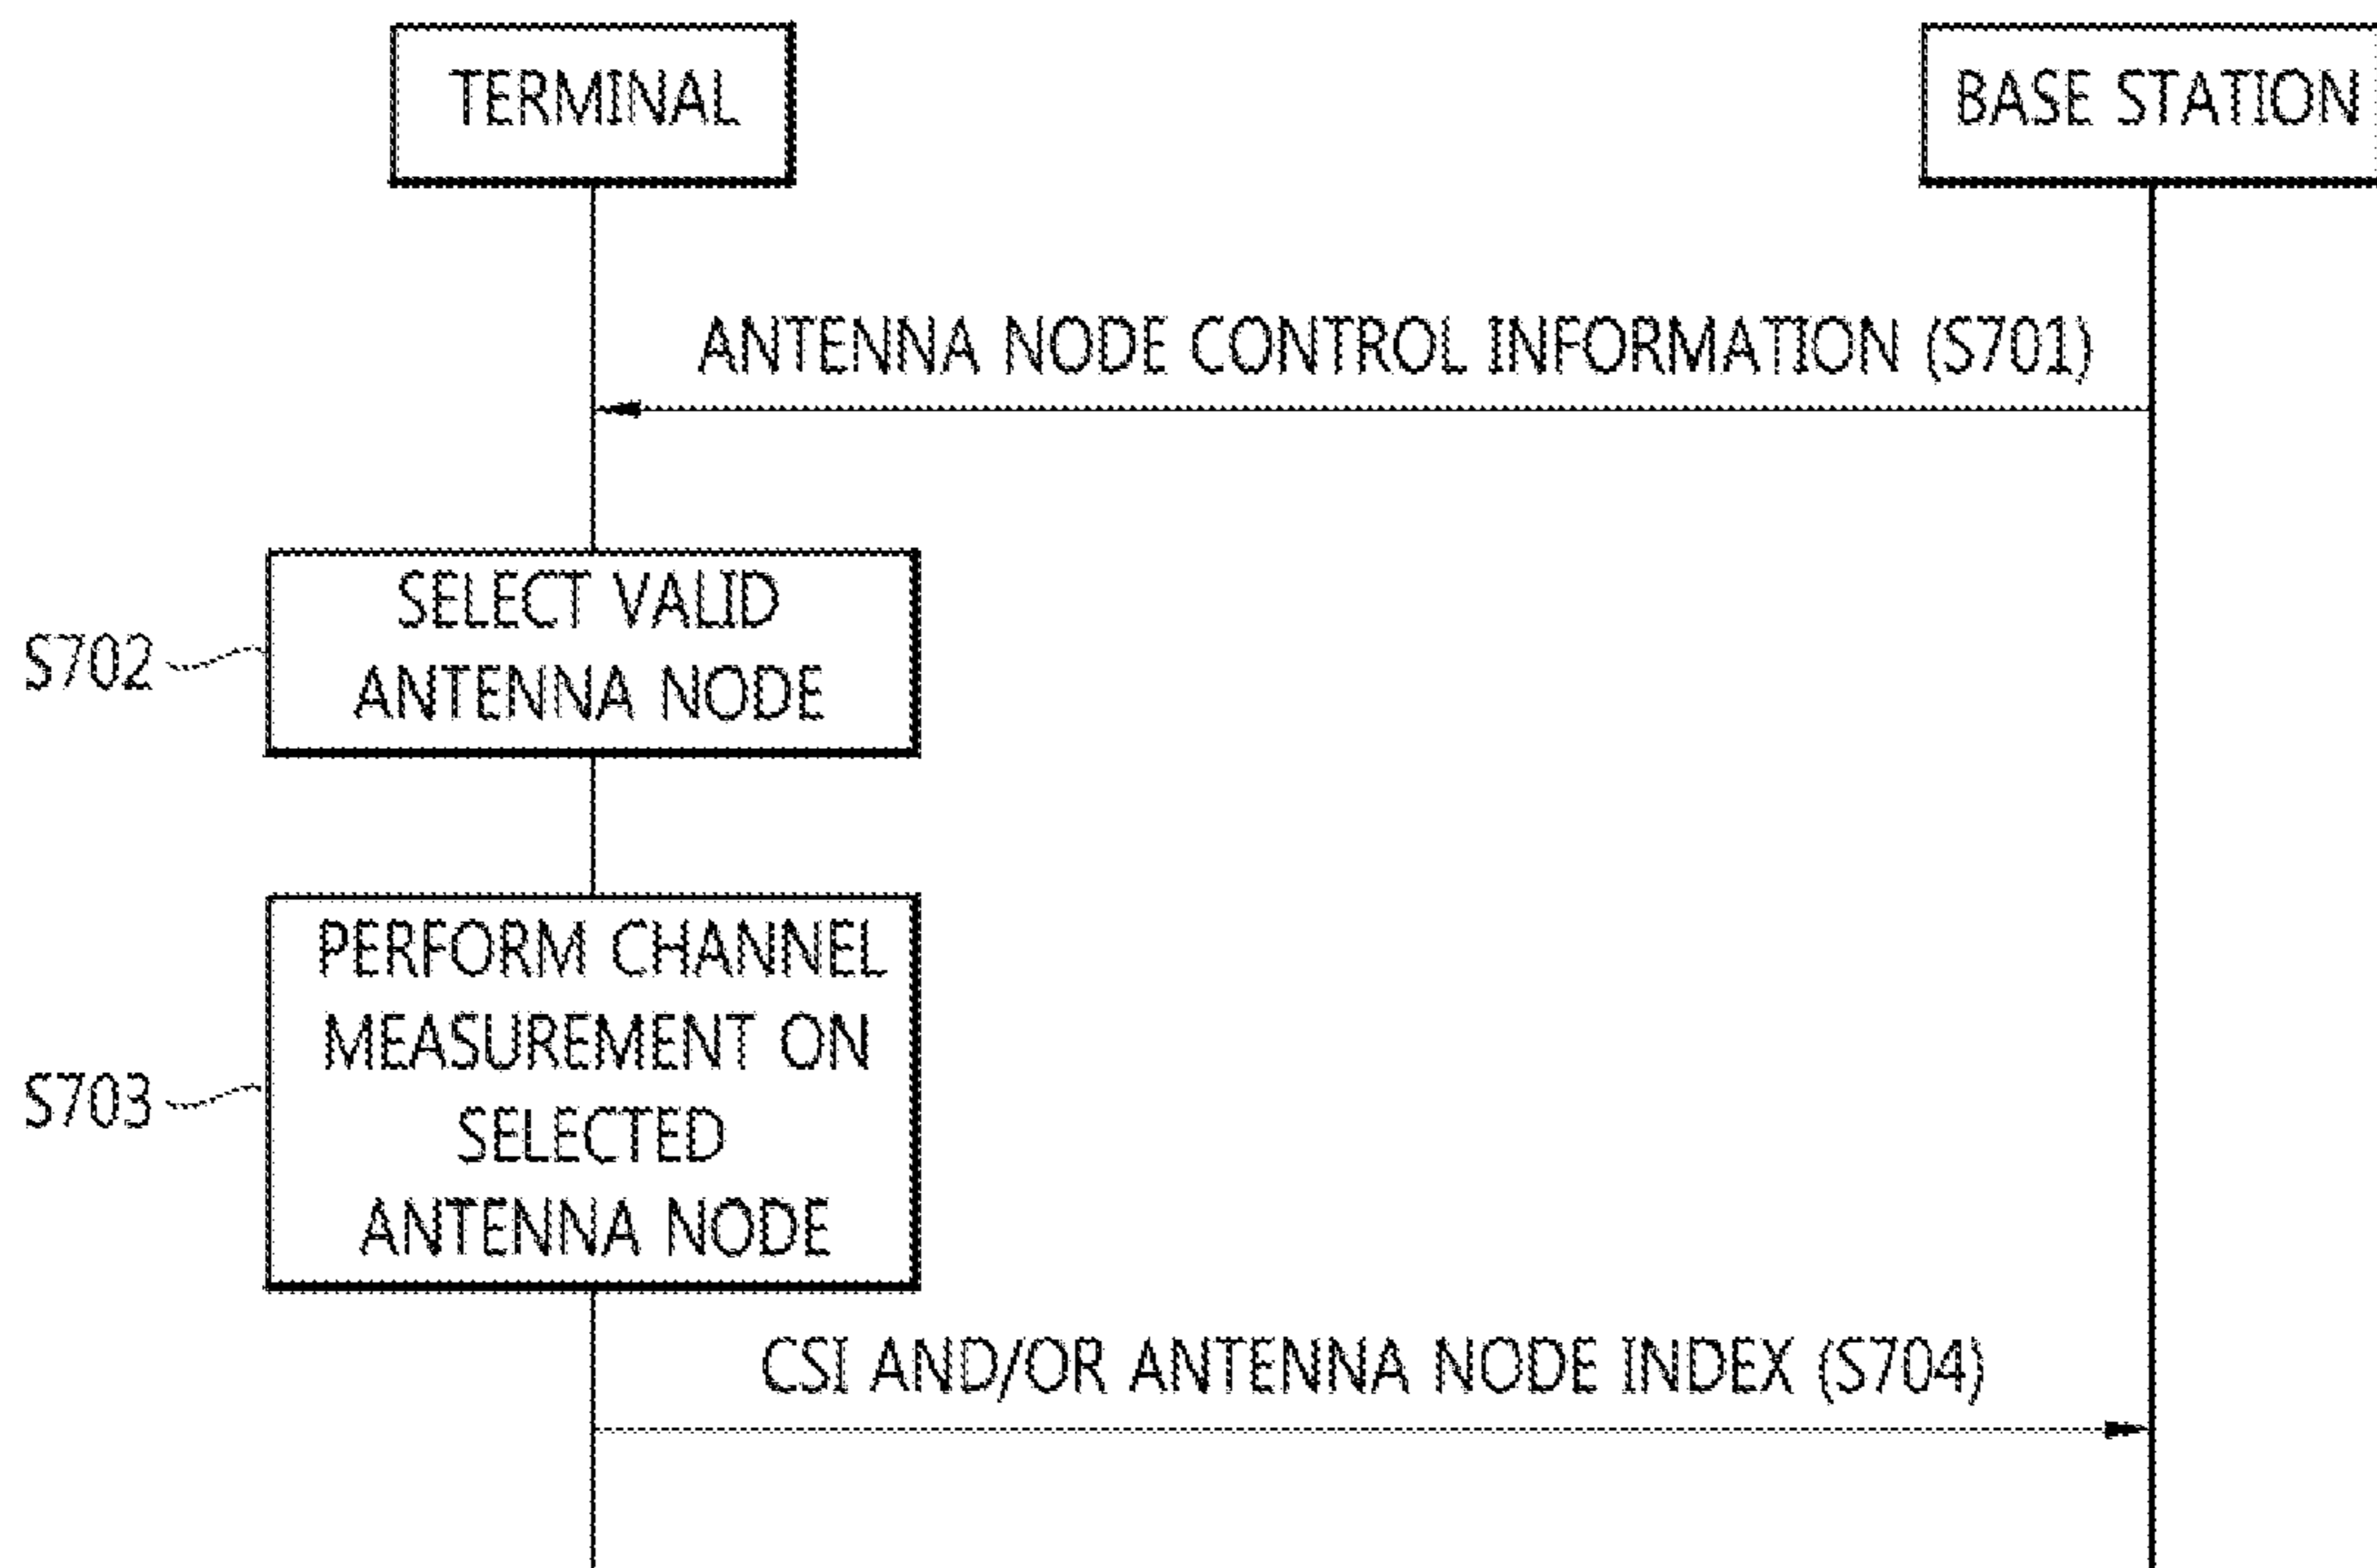 TERMINAL
BASE STATION
ANTENNA NODE CONTROL INFORMATION (S701)
SELECT VALID
ANTENNA NODE
S702
PERFORM CHANNEL
MEASUREMENT ON
SELECTED
ANTENNA NODE
S703
CSI AND/OR ANTENNA NODE INDEX (S704)